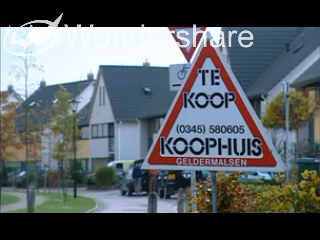 Wondershare
TE
KOOP
(0345) 580605
KOOPHUIS
GELDERMALSEN